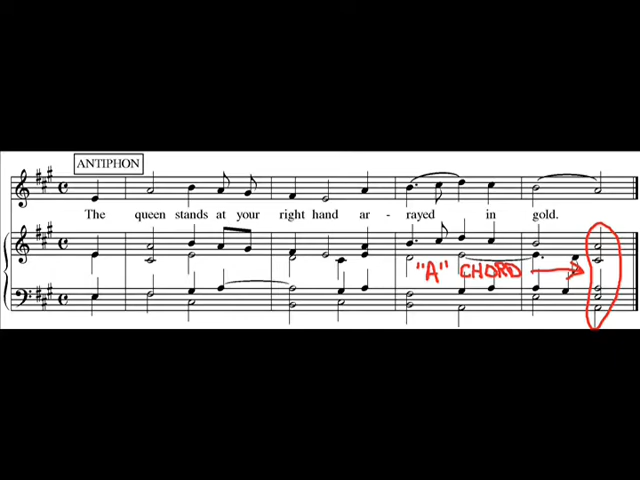 ANTIPHON
The queen stands at your right hand ar - rayed in gold.
"A" CHORD